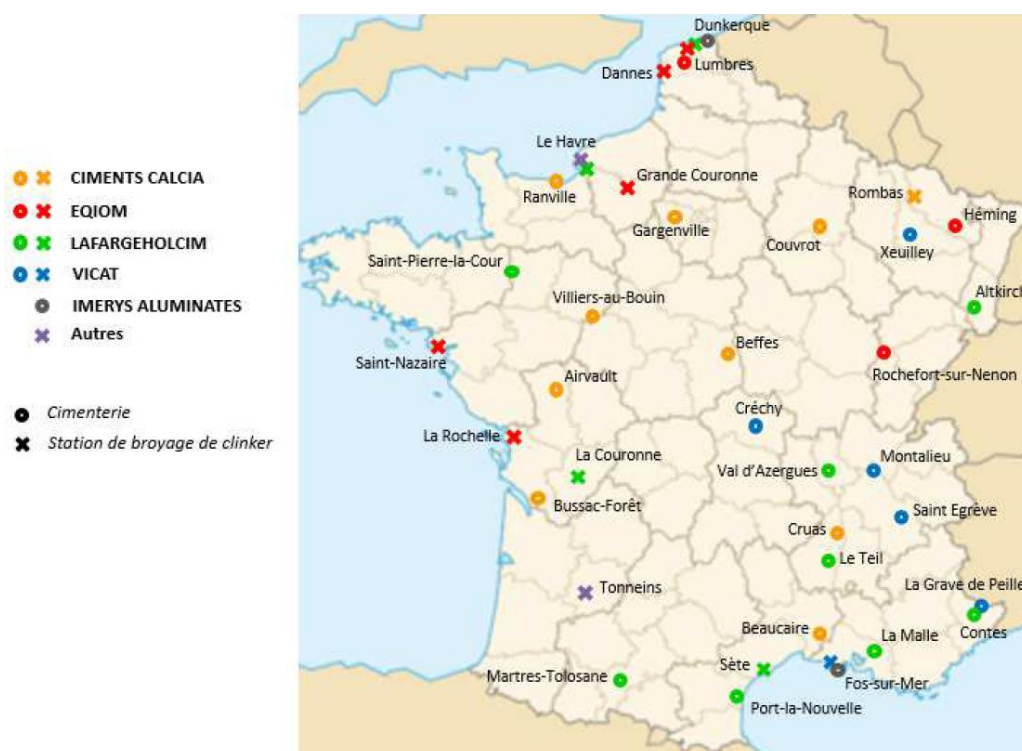 CIMENTS CALCIA
EQIOM
LAFARGEHOLCIM
VICAT
IMERYS ALUMINATES
Autres
Cimenterie
Station de broyage de clinker
Dunkerque
Lumbres
Dannes
Le Havre
Grande Couronne
Rombas
Ranville
Héming
Gargenville
Couvrot
Xeuilley
Saint-Pierre-la-Cour
Altkirch
Villiers-au-Bouin
Beffes
Saint-Nazaire
Rochefort-sur-Nenon
Airvault
Créchy
La Rochelle
La Couronne
Val d'Azergues
Montalieu
Bussac-Forêt
Saint Egrève
Cruas
Le Teil
La Grave de Peille
Tonneins
Beaucaire
Contes
La Malle
Martres-Tolosane
Sète
Fos-sur-Mer
Port-la-Nouvelle